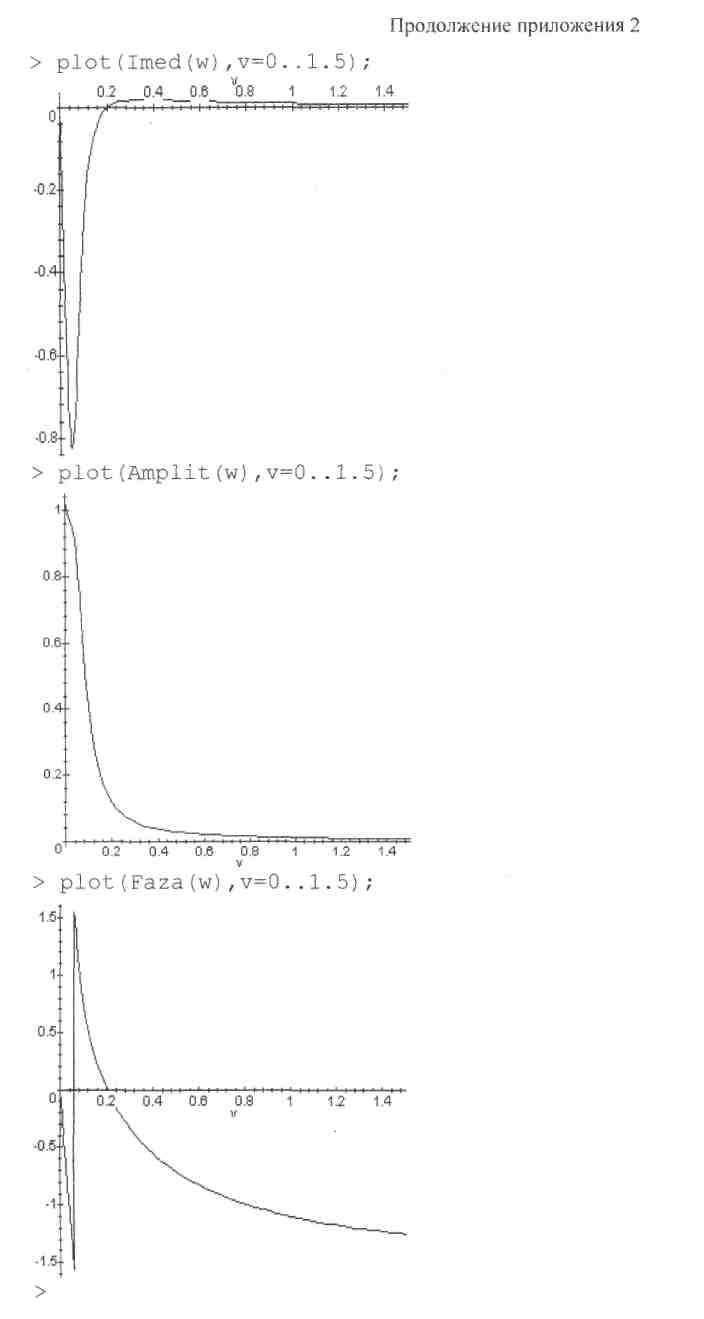 Продолжение приложения 2
> plot(Imed(w),v=0..1.5);
v
0.2 0.4 0.6 0.8 1 1.2 1.4
0
-0.2
-0.4
-0.6
-0.8
> plot(Amplit(w),v=0..1.5);
1
0.8
0.6
0.4
0.2
0 0.2 0.4 0.6 0.8 1 1.2 1.4
v
> plot(Faza(w),v=0..1.5);
1.5
1
0.5
0 0.2 0.4 0.6 0.8 1 1.2 1.4
v
-0.5
-1
-1.5
>